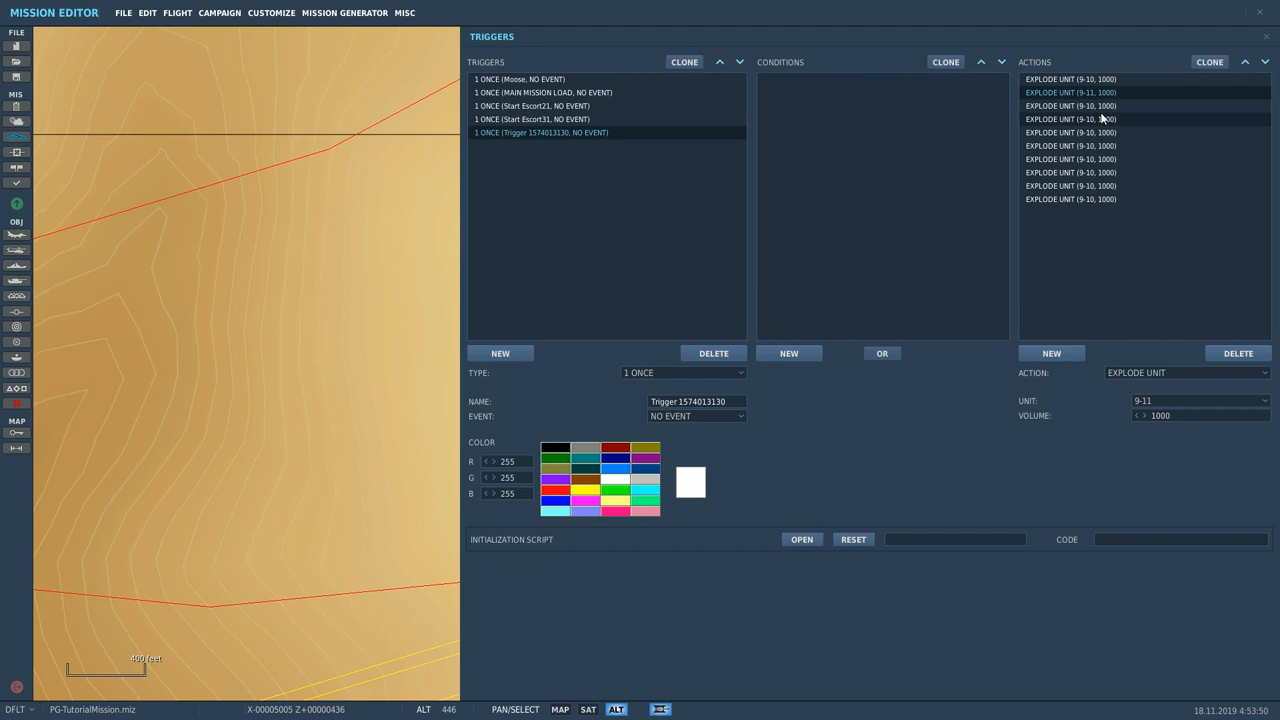 MISSION EDITOR FILE EDIT FLIGHT CAMPAIGN CUSTOMIZE MISSION GENERATOR MISC
FILE
MIS
OBJ
MAP
400 feet
TRIGGERS
TRIGGERS CLONE
1 ONCE (Moose, NO EVENT)
1 ONCE (MAIN MISSION LOAD, NO EVENT)
1 ONCE (Start Escort21, NO EVENT)
1 ONCE (Start Escort31, NO EVENT)
1 ONCE (Trigger 1574013130, NO EVENT)
NEW DELETE
TYPE: 1 ONCE
NAME: Trigger 1574013130
EVENT: NO EVENT
COLOR
R 255
G 255
B 255
CONDITIONS CLONE
NEW OR
ACTIONS CLONE
EXPLODE UNIT (9-10, 1000)
EXPLODE UNIT (9-11, 1000)
EXPLODE UNIT (9-10, 1000)
EXPLODE UNIT (9-10, 1000)
EXPLODE UNIT (9-10, 1000)
EXPLODE UNIT (9-10, 1000)
EXPLODE UNIT (9-10, 1000)
EXPLODE UNIT (9-10, 1000)
EXPLODE UNIT (9-10, 1000)
EXPLODE UNIT (9-10, 1000)
NEW DELETE
ACTION: EXPLODE UNIT
UNIT: 9-11
VOLUME: 1000
INITIALIZATION SCRIPT OPEN RESET CODE
DFLT PG-TutorialMission.miz X-00005005 Z+00000436 ALT 446 PAN/SELECT MAP SAT ALT 18.11.2019 4:53:50